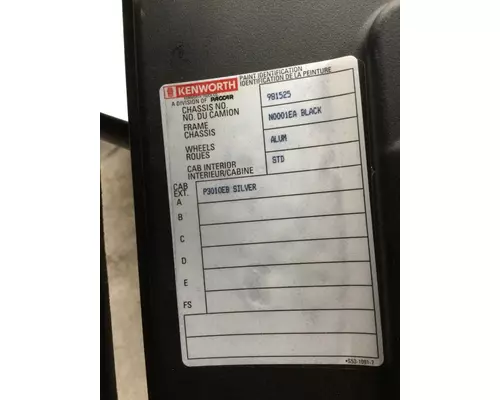 KENWORTH
PAINT IDENTIFICATION
IDENTIFICATION DE LA PEINTURE
A DIVISION OF PACCAR
CHASSIS NO. 991525
NO. DU CAMION
FRAME N0001EA BLACK
CHASSIS
WHEELS ALUM
ROUES
CAB INTERIOR STD
INTERIEUR/CABINE
CAB
EXT.
A P3010EB SILVER
B
C
D
E
FS